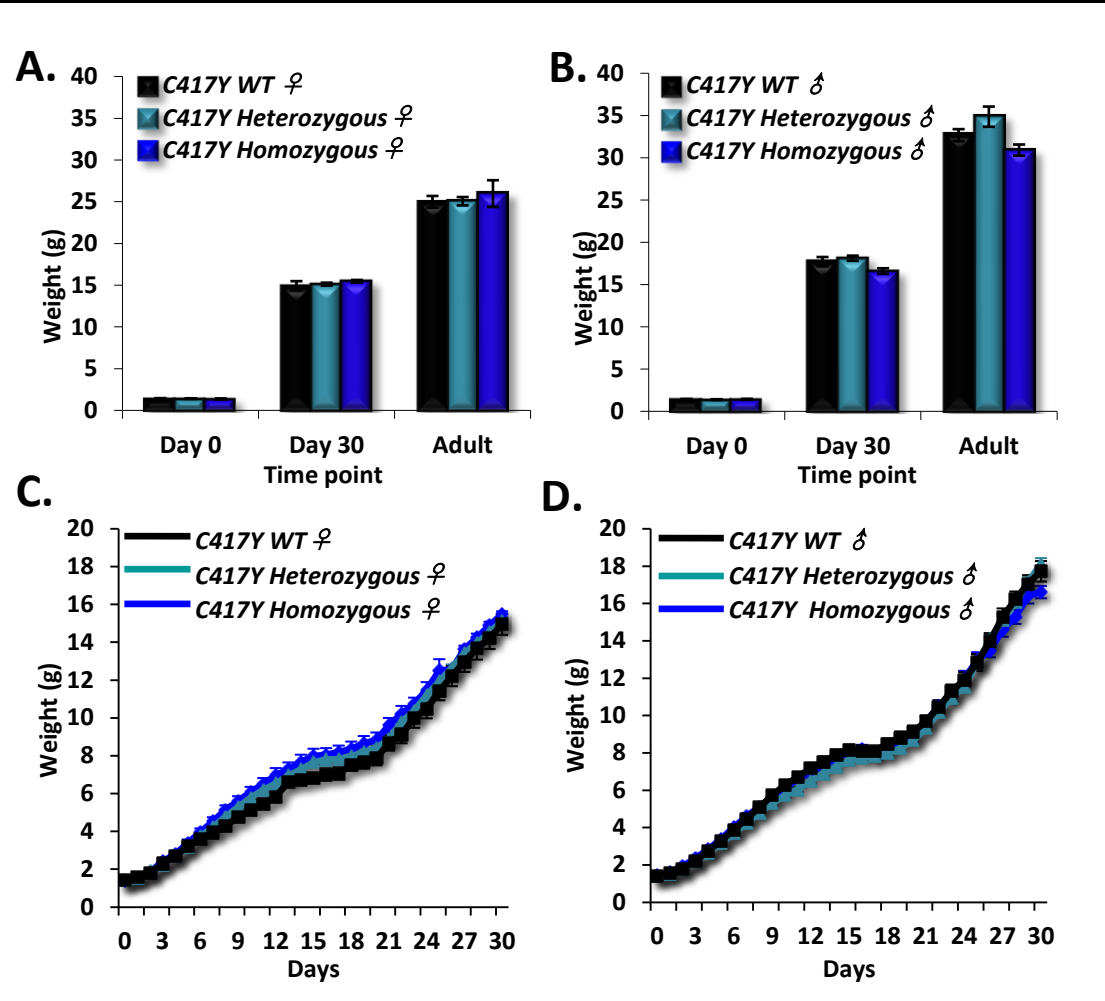 A.
40
35
30
25
20
15
10
5
0
Weight (g)
C417Y WT ♀
C417Y Heterozygous ♀
C417Y Homozygous ♀
Day 0 Day 30 Adult
Time point
B.
40
35
30
25
20
15
10
5
0
Weight (g)
C417Y WT ♂
C417Y Heterozygous ♂
C417Y Homozygous ♂
Day 0 Day 30 Adult
Time point
C.
20
18
16
14
12
10
8
6
4
2
0
Weight (g)
C417Y WT ♀
C417Y Heterozygous ♀
C417Y Homozygous ♀
0 3 6 9 12 15 18 21 24 27 30
Days
D.
20
18
16
14
12
10
8
6
4
2
0
Weight (g)
C417Y WT ♂
C417Y Heterozygous ♂
C417Y Homozygous ♂
0 3 6 9 12 15 18 21 24 27 30
Days